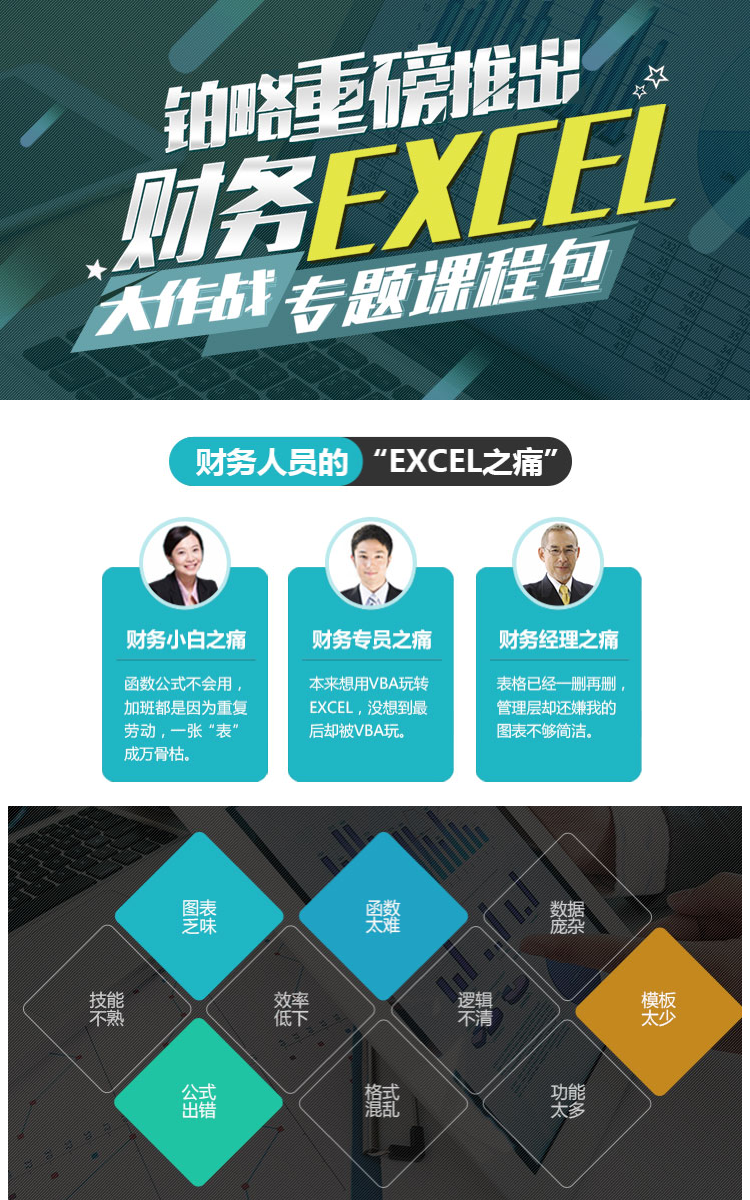 铂略重磅推出
财务EXCEL
大作战 专题课程包
财务人员的“EXCEL之痛”
财务小白之痛
函数公式不会用，
加班都是因为重复
劳动，一张“表”
成万骨枯。
财务专员之痛
本来想用VBA玩转
EXCEL，没想到最
后却被VBA玩。
财务经理之痛
表格已经一删再删，
管理层却还嫌我的
图表不够简洁。
图表
乏味
函数
太难
数据
庞杂
技能
不熟
效率
低下
逻辑
不清
模板
太少
公式
出错
格式
混乱
功能
太多